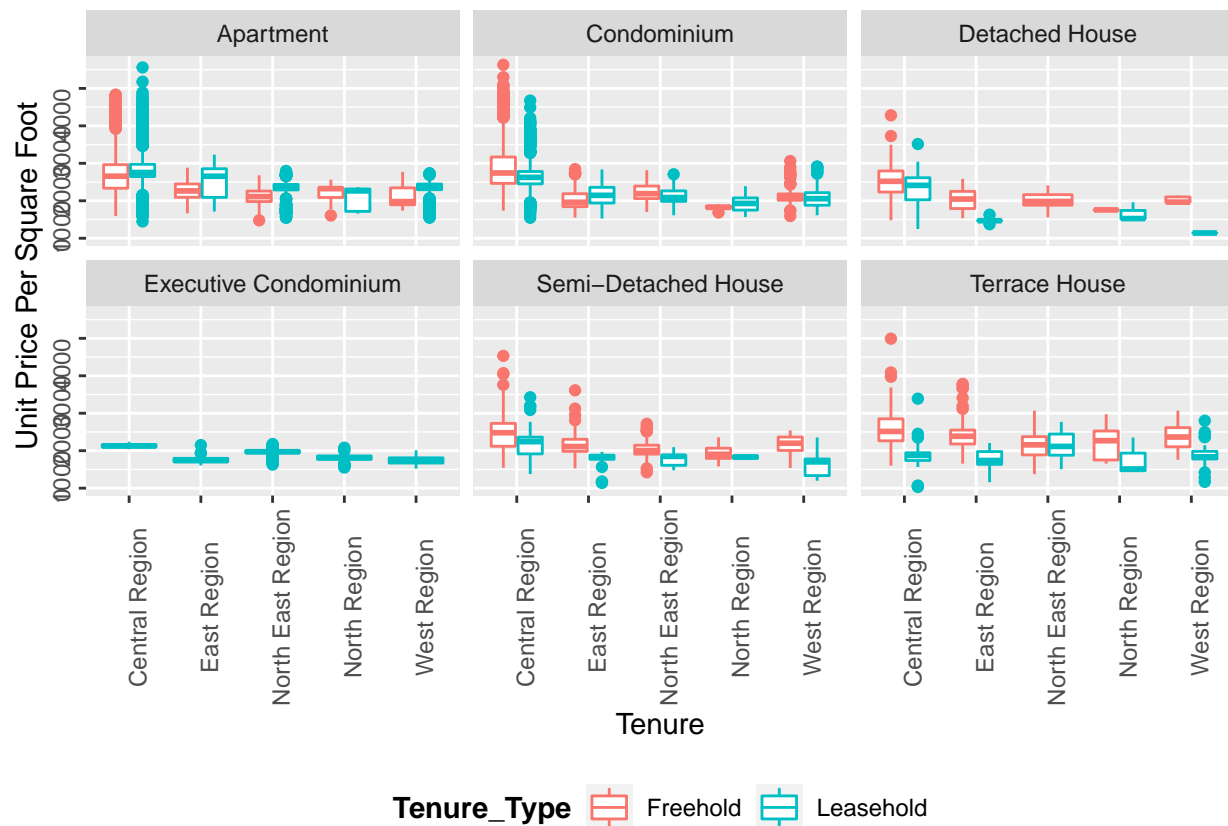 Apartment
Condominium
Detached House
Executive Condominium
Semi−Detached House
Terrace House
Unit Price Per Square Foot
Central Region
East Region
North East Region
North Region
West Region
Central Region
East Region
North East Region
North Region
West Region
Central Region
East Region
North East Region
North Region
West Region
Tenure
Tenure_Type
Freehold
Leasehold